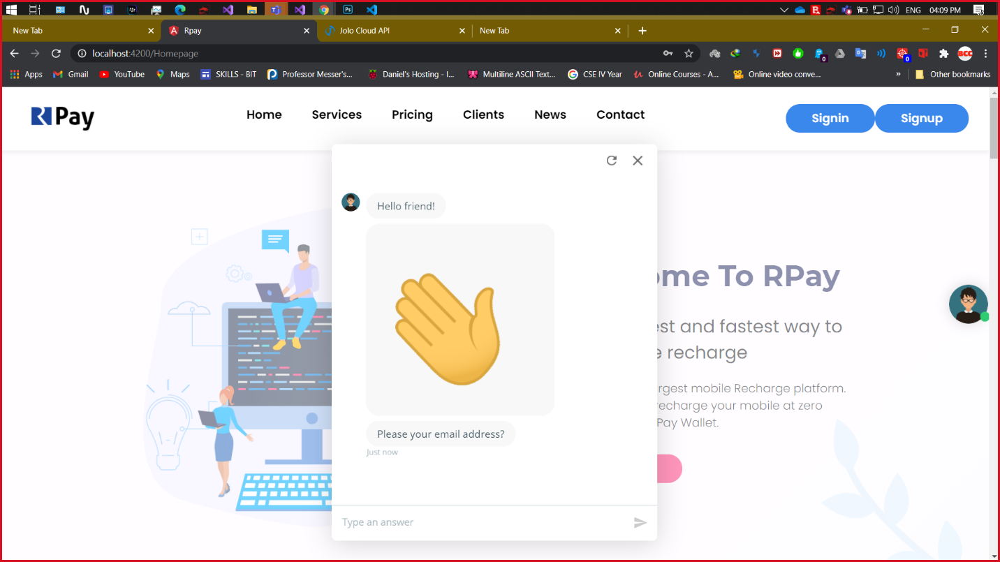 ENG 04:09 PM
New Tab
Rpay
Jolo Cloud API
New Tab
localhost:4200/Homepage
0
0
BCC
Apps
Gmail
YouTube
Maps
SKILLS - BIT
Professor Messer's...
Daniel's Hosting - I...
Multiline ASCII Text...
CSE IV Year
Online Courses - A...
Online video conve...
»
Other bookmarks
R Pay
Home
Services
Pricing
Clients
News
Contact
Signin
Signup
Hello friend!
Please your email address?
Just now
Type an answer
ome To RPay
est and fastest way to
e recharge
rgest mobile Recharge platform.
recharge your mobile at zero
Pay Wallet.